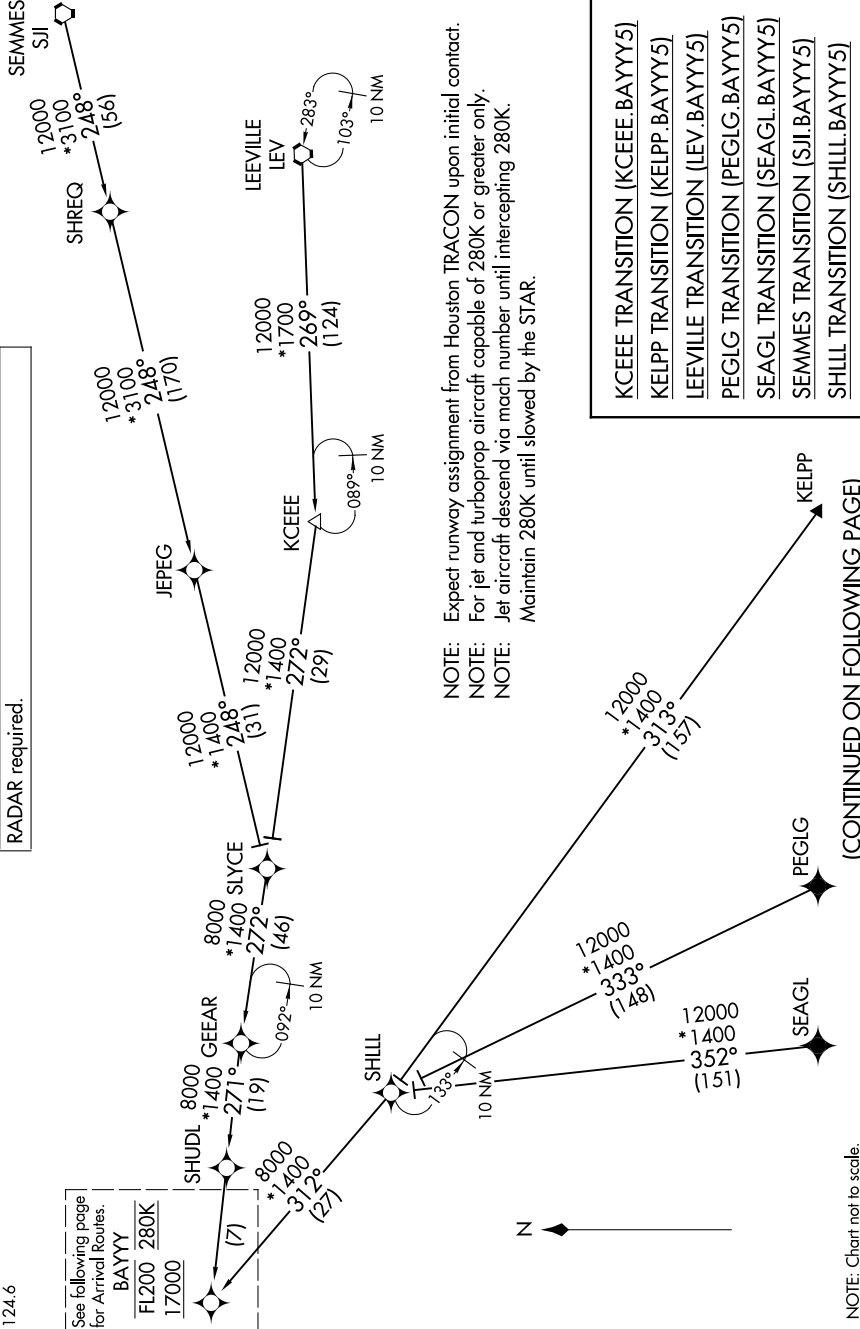 124.6
RADAR required.
See following page
for Arrival Routes.
BAYYY
FL200 280K
17000
(7)
SHUDL
8000
*1400
271°
(19)
GEEAR
092°
10 NM
8000
*1400
272°
(46)
SLYCE
12000
*1400
248°
(31)
JEPEG
12000
*3100
248°
(170)
SHREQ
12000
*3100
248°
(56)
SEMMES
SJI
12000
*1400
272°
(29)
KCEEE
089°
10 NM
12000
*1700
269°
(124)
LEEVILLE
LEV
283°
103°
10 NM
8000
*1400
312°
(27)
SHLLL
133°
10 NM
12000
*1400
352°
(151)
SEAGL
12000
*1400
333°
(148)
PEGLG
12000
*1400
313°
(157)
KELPP
NOTE: Expect runway assignment from Houston TRACON upon initial contact.
NOTE: For jet and turboprop aircraft capable of 280K or greater only.
NOTE: Jet aircraft descend via mach number until intercepting 280K.
Maintain 280K until slowed by the STAR.
KCEEE TRANSITION (KCEEE.BAYYY5)
KELPP TRANSITION (KELPP.BAYYY5)
LEEVILLE TRANSITION (LEV.BAYYY5)
PEGLG TRANSITION (PEGLG.BAYYY5)
SEAGL TRANSITION (SEAGL.BAYYY5)
SEMMES TRANSITION (SJI.BAYYY5)
SHLLL TRANSITION (SHLLL.BAYYY5)
N
NOTE: Chart not to scale.
(CONTINUED ON FOLLOWING PAGE)